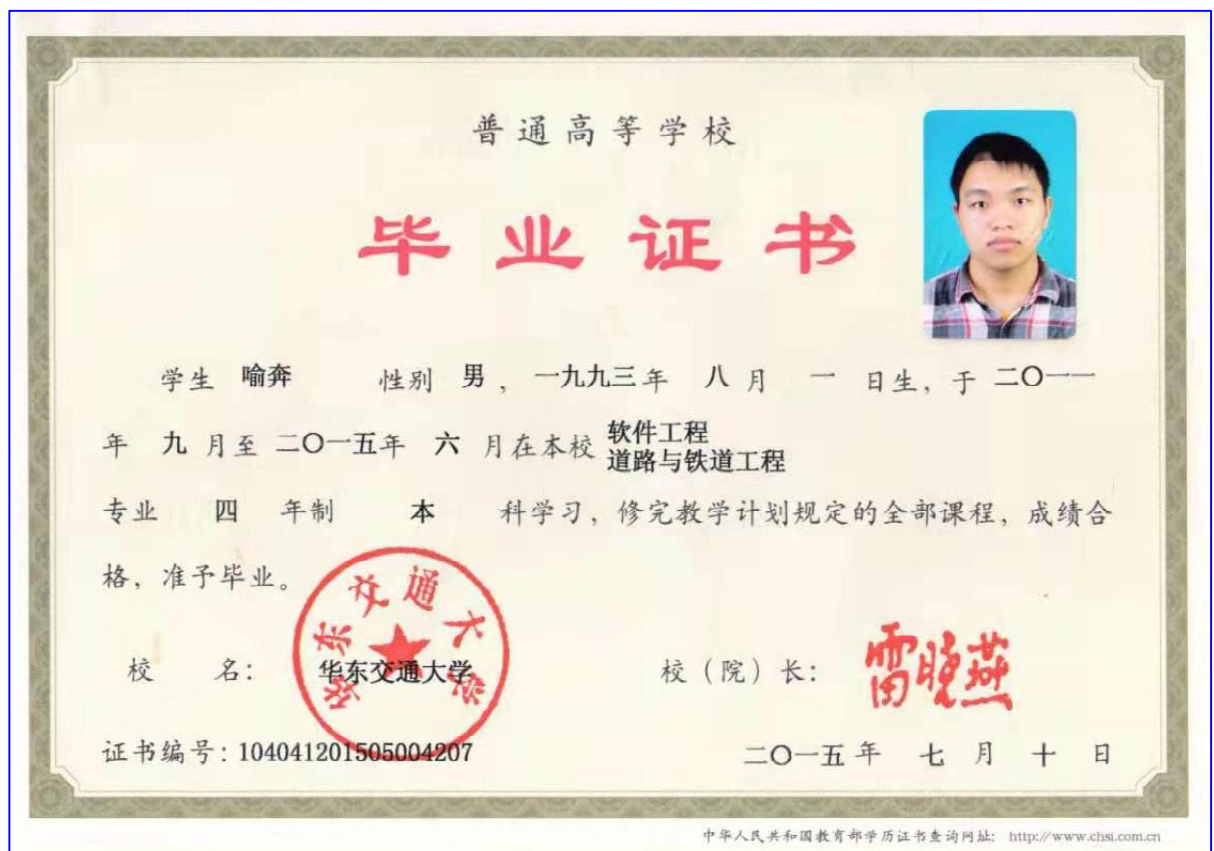 普通高等学校
毕业证书
学生 喻奔 性别 男，一九九三年 八月 一 日生，于 二〇一一
年 九 月至 二〇一五年 六 月在本校 软件工程
道路与铁道工程
专业 四 年制 本 科学习，修完教学计划规定的全部课程，成绩合
格，准予毕业。
华东交通大学
校 名： 华东交通大学 校（院）长： 雷晓燕
证书编号：104041201505004207 二〇一五年 七 月 十 日
中华人民共和国教育部学历证书查询网址： http://www.chsi.com.cn